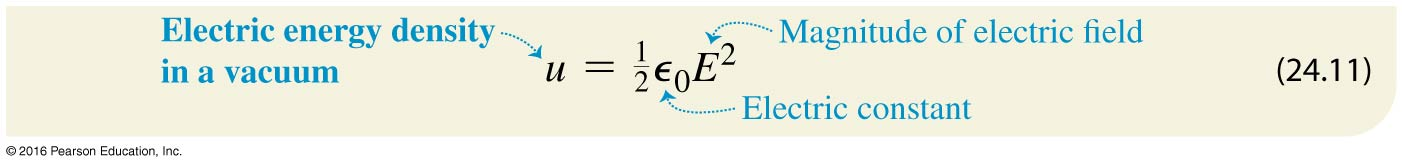 Electric energy density
in a vacuum
u = ½ϵ₀E²
Magnitude of electric field
Electric constant
(24.11)
© 2016 Pearson Education, Inc.